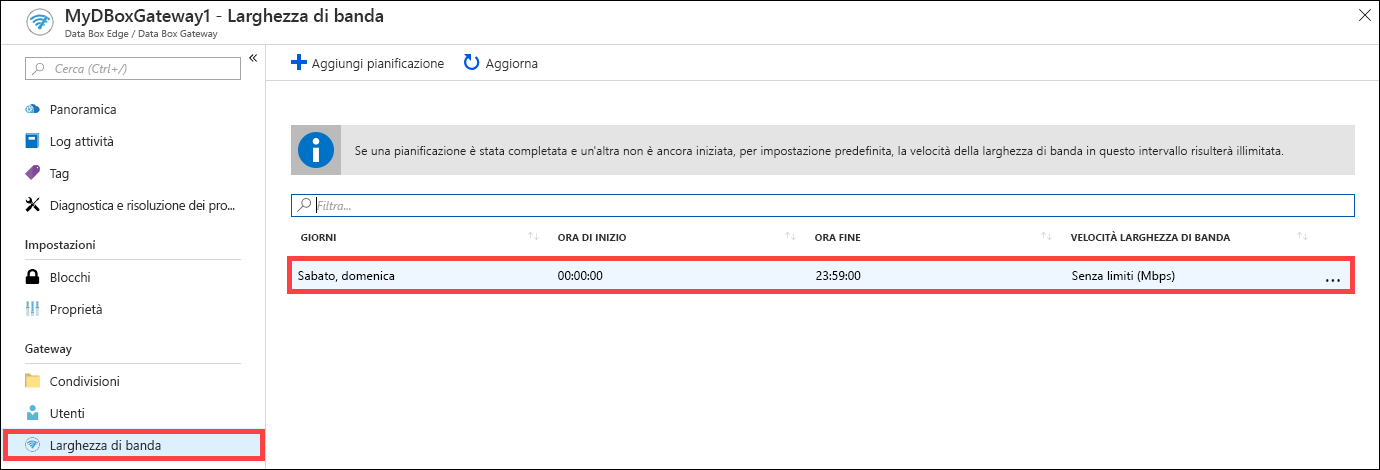 MyDBoxGateway1 - Larghezza di banda
Data Box Edge / Data Box Gateway
Cerca (Ctrl+/)
Panoramica
Log attività
Tag
Diagnostica e risoluzione dei pro...
Impostazioni
Blocchi
Proprietà
Gateway
Condivisioni
Utenti
Larghezza di banda
Aggiungi pianificazione Aggiorna
Se una pianificazione è stata completata e un'altra non è ancora iniziata, per impostazione predefinita, la velocità della larghezza di banda in questo intervallo risulterà illimitata.
Filtra...
GIORNI ORA DI INIZIO ORA FINE VELOCITÀ LARGHEZZA DI BANDA
Sabato, domenica 00:00:00 23:59:00 Senza limiti (Mbps) ...